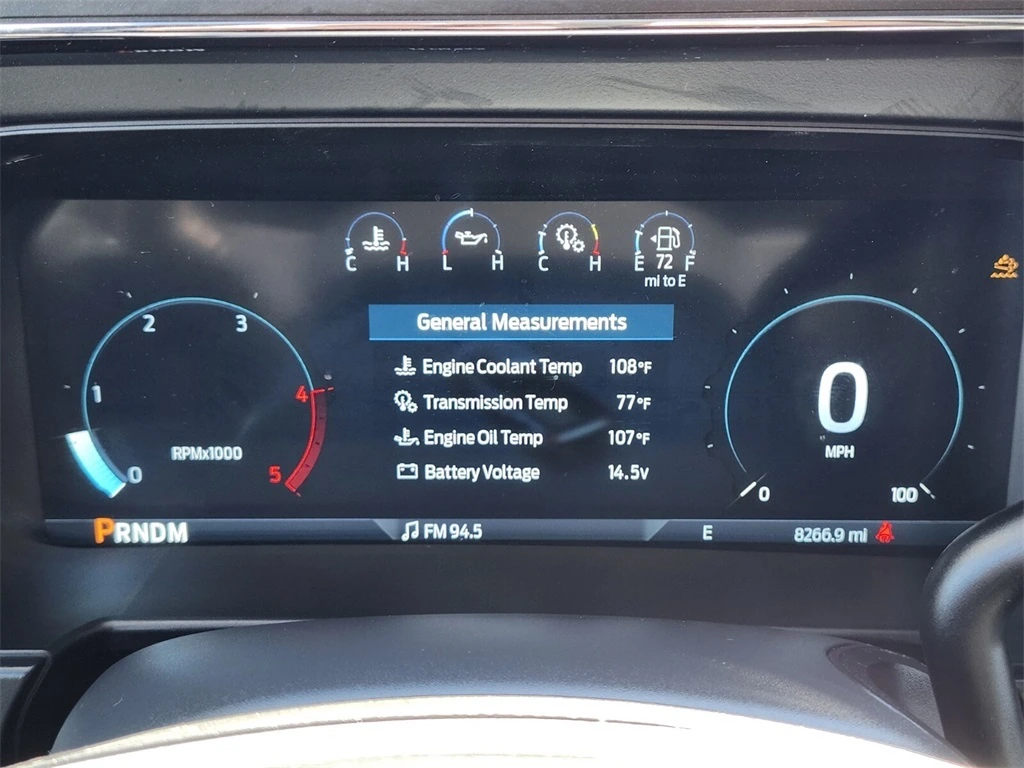 C H L H C H E 72 F
mi to E
General Measurements
Engine Coolant Temp 108°F
Transmission Temp 77°F
Engine Oil Temp 107°F
Battery Voltage 14.5v
0 1 2 3 4 5
RPMx1000
0
MPH
0 100
PRNDM
FM 94.5
E
8266.9 mi